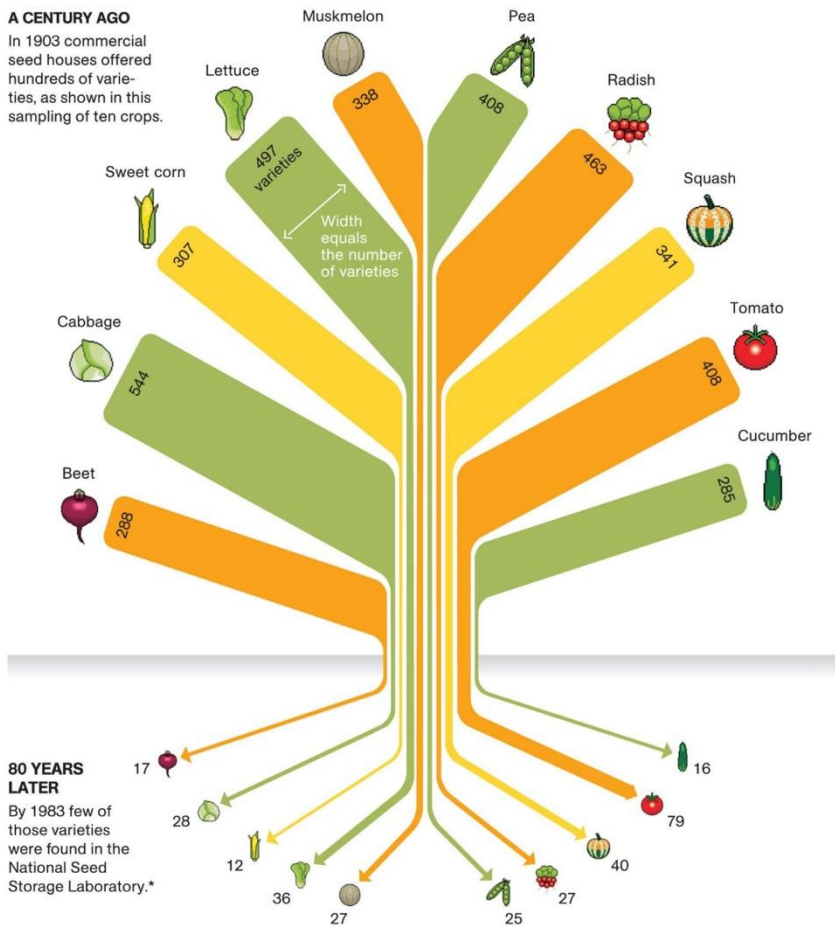 A CENTURY AGO
In 1903 commercial
seed houses offered
hundreds of varie-
ties, as shown in this
sampling of ten crops.
Muskmelon
338
Pea
408
Lettuce
497
varieties
Width
equals
the number
of varieties
Radish
463
Sweet corn
307
Squash
341
Cabbage
544
Tomato
408
Beet
288
Cucumber
285
80 YEARS
LATER
By 1983 few of
those varieties
were found in the
National Seed
Storage Laboratory.*
17
28
12
36
27
25
27
40
79
16